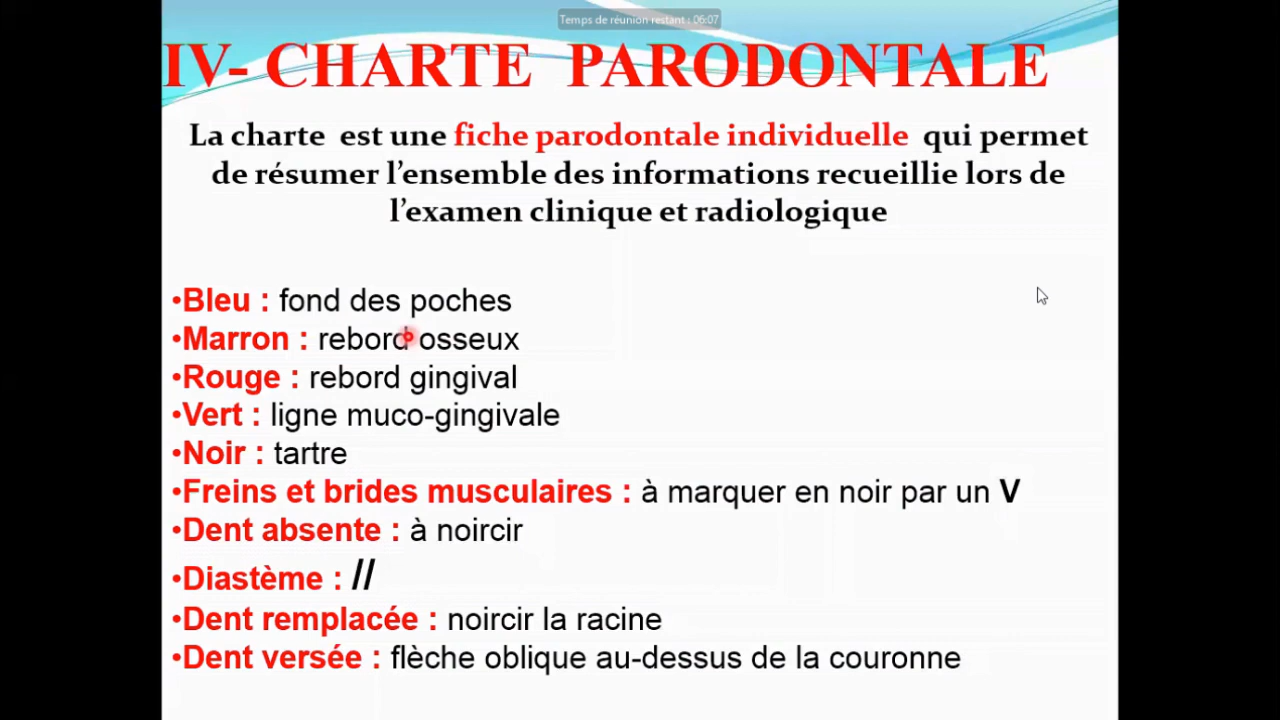 Temps de réunion restant : 06:07
IV- CHARTE PARODONTALE
La charte est une fiche parodontale individuelle qui permet
de résumer l’ensemble des informations recueillie lors de
l’examen clinique et radiologique
•Bleu : fond des poches
•Marron : rebord osseux
•Rouge : rebord gingival
•Vert : ligne muco-gingivale
•Noir : tartre
•Freins et brides musculaires : à marquer en noir par un V
•Dent absente : à noircir
•Diastème : //
•Dent remplacée : noircir la racine
•Dent versée : flèche oblique au-dessus de la couronne